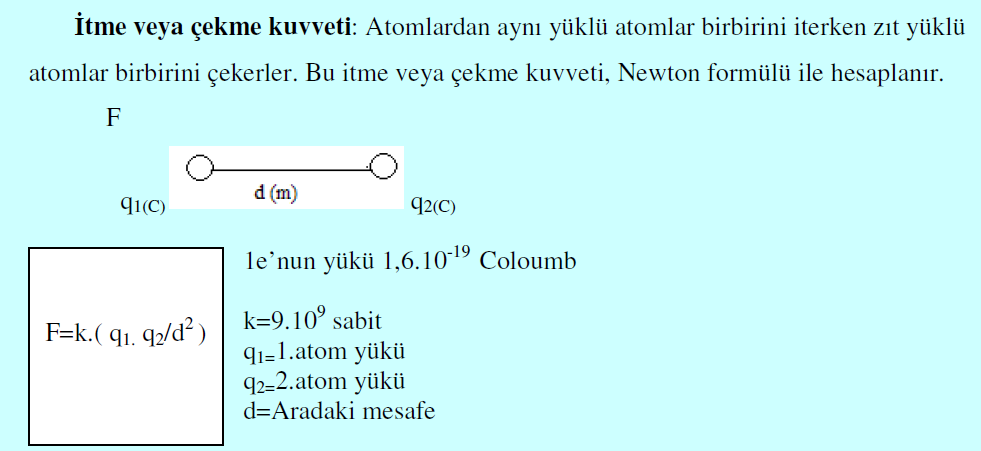 İtme veya çekme kuvveti: Atomlardan aynı yüklü atomlar birbirini iterken zıt yüklü
atomlar birbirini çekerler. Bu itme veya çekme kuvveti, Newton formülü ile hesaplanır.
F
d (m)
q1(C)
q2(C)
1e’nun yükü 1,6.10⁻¹⁹ Coloumb
F=k.( q₁. q₂/d² )
k=9.10⁹ sabit
q₁₌1.atom yükü
q₂₌2.atom yükü
d=Aradaki mesafe